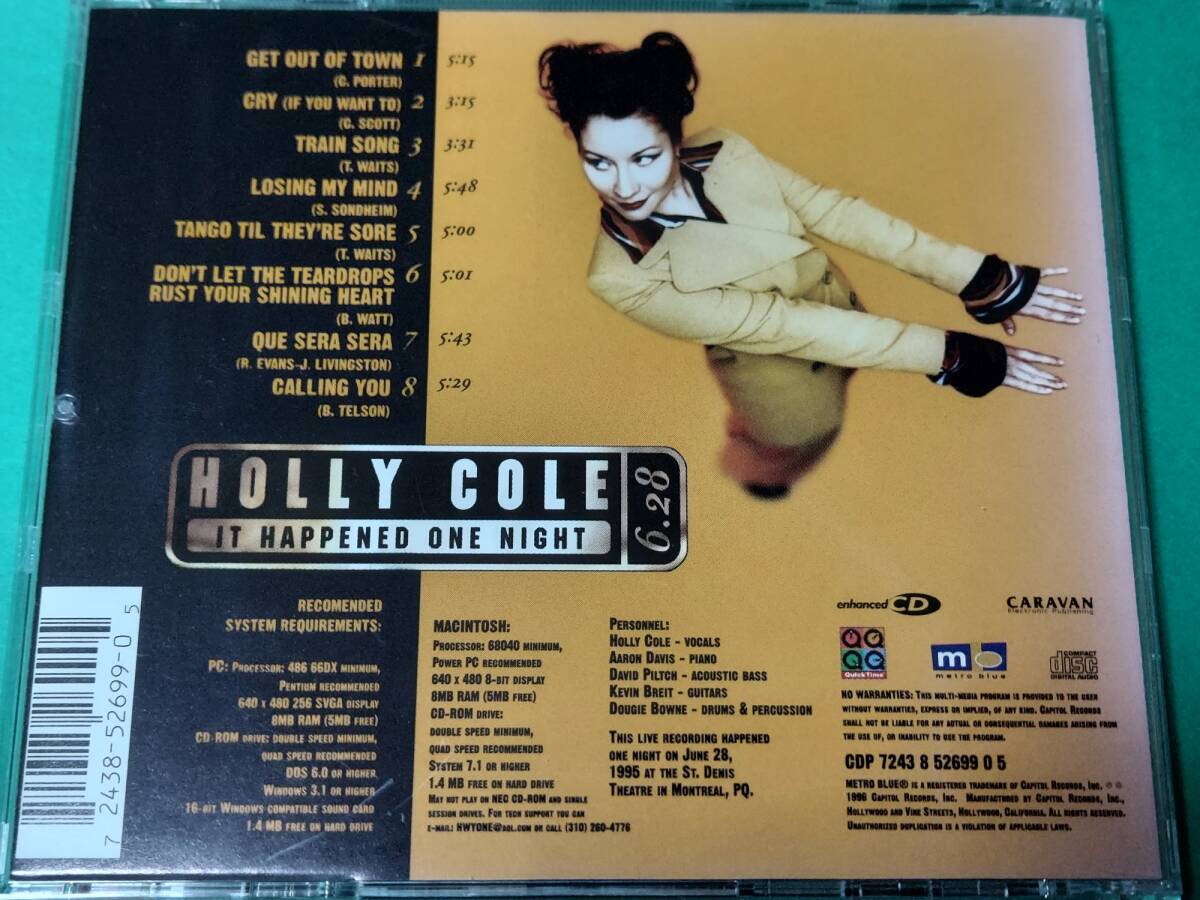 GET OUT OF TOWN 1 5:15
(C. PORTER)
CRY (IF YOU WANT TO) 2 3:15
(C. SCOTT)
TRAIN SONG 3 3:31
(T. WAITS)
LOSING MY MIND 4 5:48
(S. SONDHEIM)
TANGO TIL THEY'RE SORE 5 5:00
(T. WAITS)
DON'T LET THE TEARDROPS 6 5:01
RUST YOUR SHINING HEART
(B. WATT)
QUE SERA SERA 7 5:43
(R. EVANS-J. LIVINGSTON)
CALLING YOU 8 5:29
(B. TELSON)
HOLLY COLE
IT HAPPENED ONE NIGHT
6.28
7 2438-52699-0 5
RECOMENDED
SYSTEM REQUIREMENTS:
PC: PROCESSOR: 486 66DX MINIMUM,
PENTIUM RECOMMENDED
640 X 480 256 SVGA DISPLAY
8MB RAM (5MB FREE)
CD-ROM DRIVE: DOUBLE SPEED MINIMUM,
QUAD SPEED RECOMMENDED
DOS 6.0 OR HIGHER
WINDOWS 3.1 OR HIGHER
16-BIT WINDOWS COMPATIBLE SOUND CARD
1.4 MB FREE ON HARD DRIVE
MACINTOSH:
PROCESSOR: 68040 MINIMUM,
POWER PC RECOMMENDED
640 X 480 8-BIT DISPLAY
8MB RAM (5MB FREE)
CD-ROM DRIVE:
DOUBLE SPEED MINIMUM,
QUAD SPEED RECOMMENDED
SYSTEM 7.1 OR HIGHER
1.4 MB FREE ON HARD DRIVE
MAY NOT PLAY ON NEC CD-ROM AND SINGLE
SESSION DRIVES. FOR TECH SUPPORT YOU CAN
E-MAIL: HWYONE@AOL.COM OR CALL (310) 260-4776
PERSONNEL:
HOLLY COLE - VOCALS
AARON DAVIS - PIANO
DAVID PILTCH - ACOUSTIC BASS
KEVIN BREIT - GUITARS
DOUGIE BOWNE - DRUMS & PERCUSSION
THIS LIVE RECORDING HAPPENED
ONE NIGHT ON JUNE 28,
1995 AT THE ST. DENIS
THEATRE IN MONTREAL, PQ.
enhanced CD
CARAVAN
Electronic Publishing
QuickTime
mb
metro blue
COMPACT
disc
DIGITAL AUDIO
NO WARRANTIES: THIS MULTI-MEDIA PROGRAM IS PROVIDED TO THE USER
WITHOUT WARRANTIES, EXPRESS OR IMPLIED, OF ANY KIND. CAPITOL RECORDS
SHALL NOT BE LIABLE FOR ANY ACTUAL OR CONSEQUENTIAL DAMAGES ARISING FROM
THE USE OF, OR INABILITY TO USE THE PROGRAM.
CDP 7243 8 52699 0 5
METRO BLUE® IS A REGISTERED TRADEMARK OF CAPITOL RECORDS, INC. ℗ ©
1996 CAPITOL RECORDS, INC. MANUFACTURED BY CAPITOL RECORDS, INC.,
HOLLYWOOD AND VINE STREETS, HOLLYWOOD, CALIFORNIA. ALL RIGHTS RESERVED.
UNAUTHORIZED DUPLICATION IS A VIOLATION OF APPLICABLE LAWS.